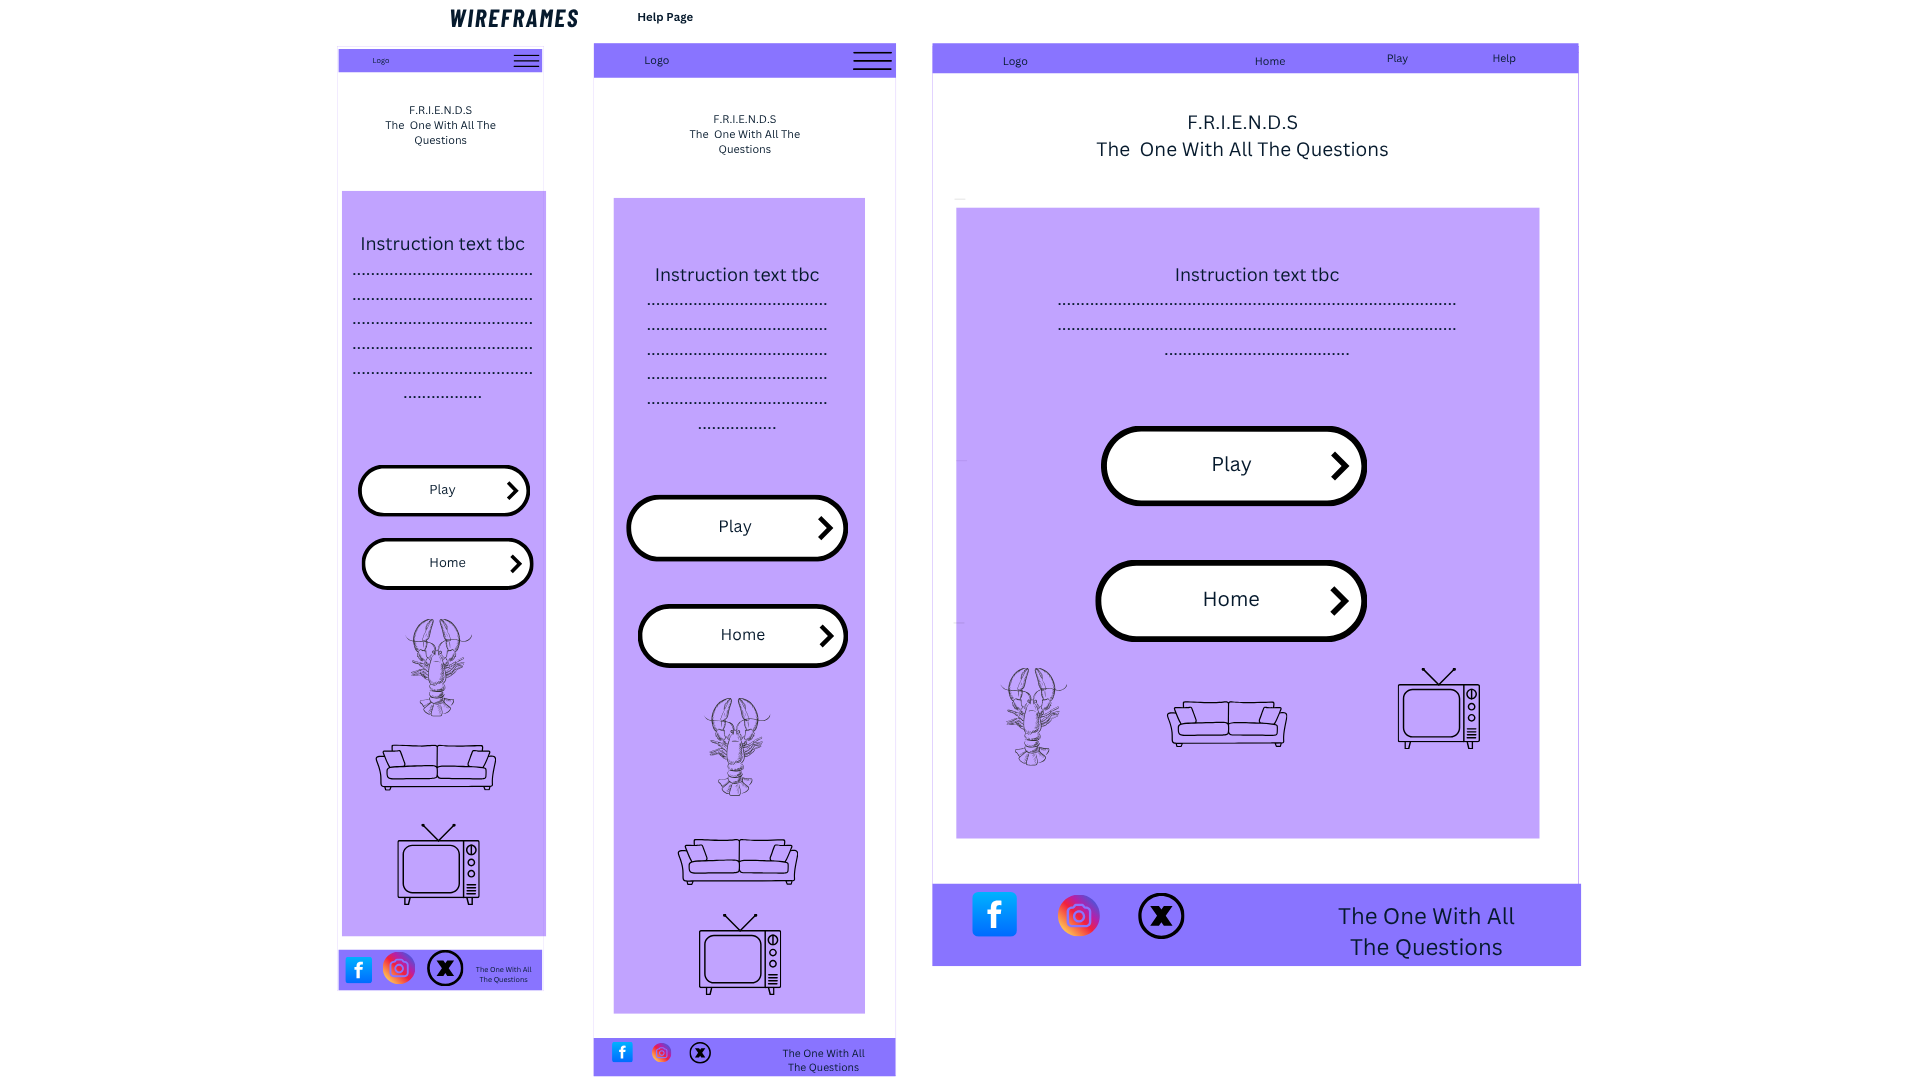 WIREFRAMES
Help Page
Logo
F.R.I.E.N.D.S
The One With All The
Questions
Instruction text tbc
......................................
......................................
......................................
......................................
......................................
................
Play
Home
f
X
The One With All
The Questions
Logo
F.R.I.E.N.D.S
The One With All The
Questions
Instruction text tbc
......................................
......................................
......................................
......................................
......................................
................
Play
Home
f
X
The One With All
The Questions
Logo
Home
Play
Help
F.R.I.E.N.D.S
The One With All The Questions
Instruction text tbc
....................................................................................
....................................................................................
.......................................
Play
Home
f
X
The One With All
The Questions